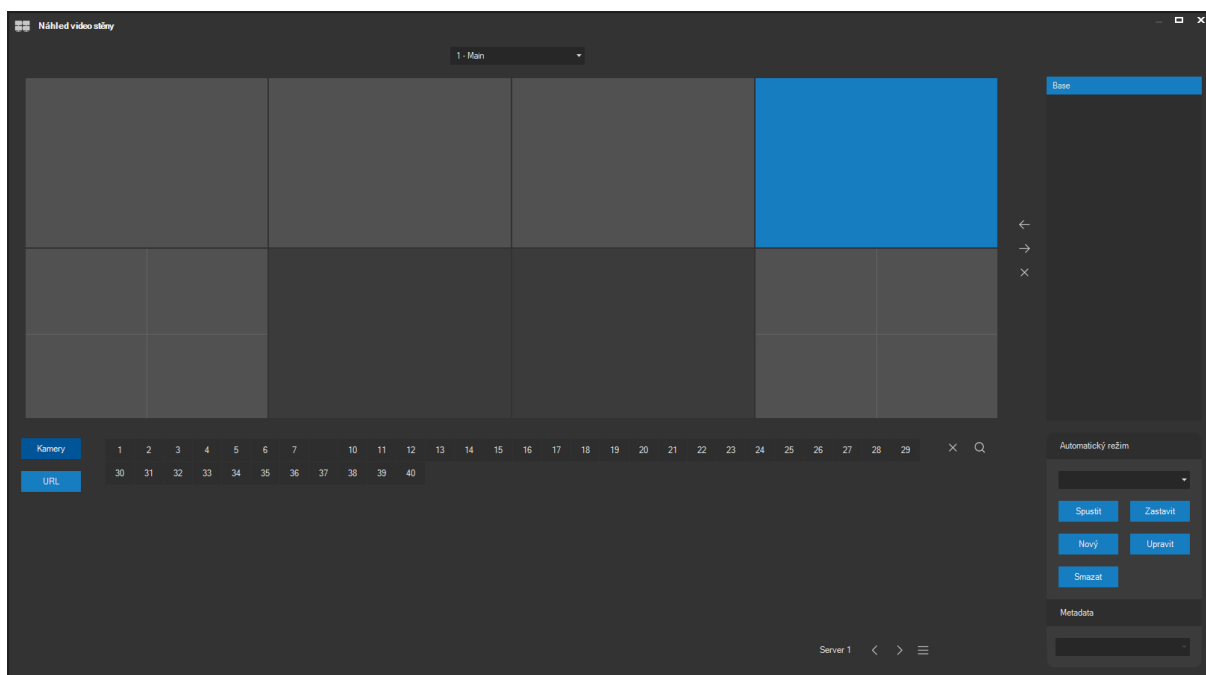 Náhled video stěny
1 - Main
Base
Kamery
1 2 3 4 5 6 7 10 11 12 13 14 15 16 17 18 19 20 21 22 23 24 25 26 27 28 29
30 31 32 33 34 35 36 37 38 39 40
URL
Automatický režim
Spustit Zastavit
Nový Upravit
Smazat
Metadata
Server 1